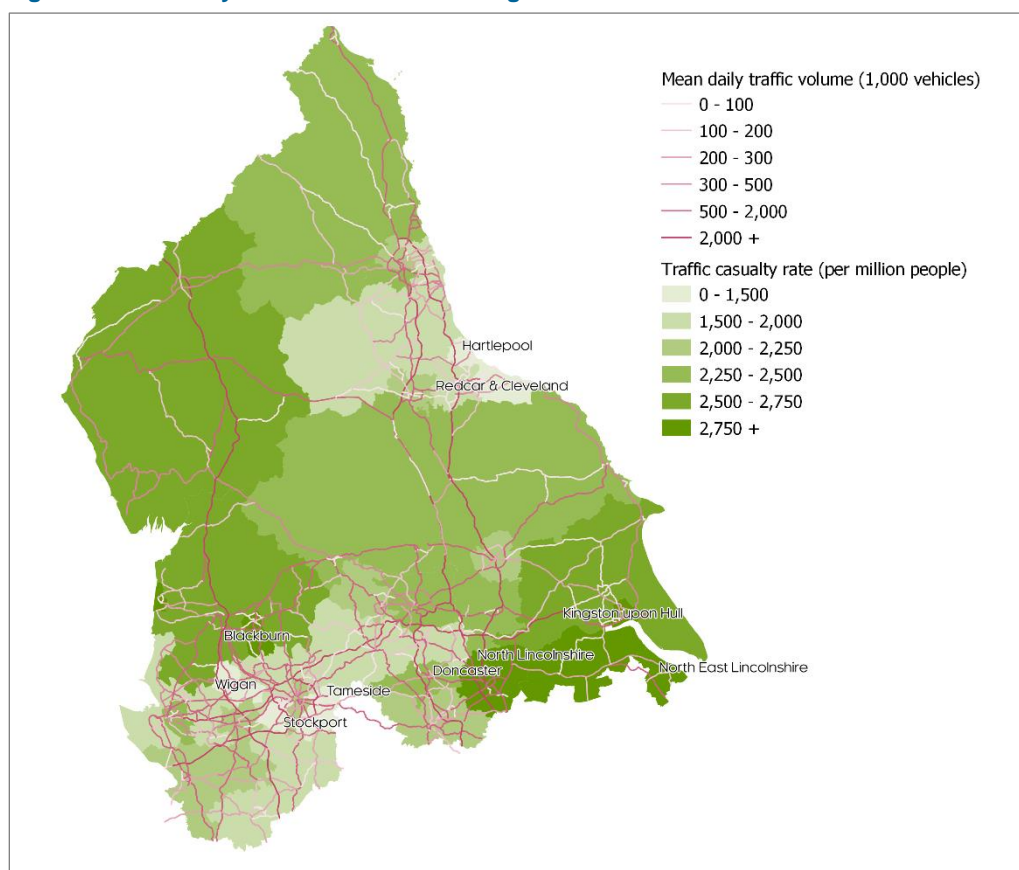 Mean daily traffic volume (1,000 vehicles)
0 - 100
100 - 200
200 - 300
300 - 500
500 - 2,000
2,000 +
Traffic casualty rate (per million people)
0 - 1,500
1,500 - 2,000
2,000 - 2,250
2,250 - 2,500
2,500 - 2,750
2,750 +
Hartlepool
Redcar & Cleveland
Kingston upon Hull
Blackburn
North Lincolnshire
North East Lincolnshire
Doncaster
Wigan
Tameside
Stockport